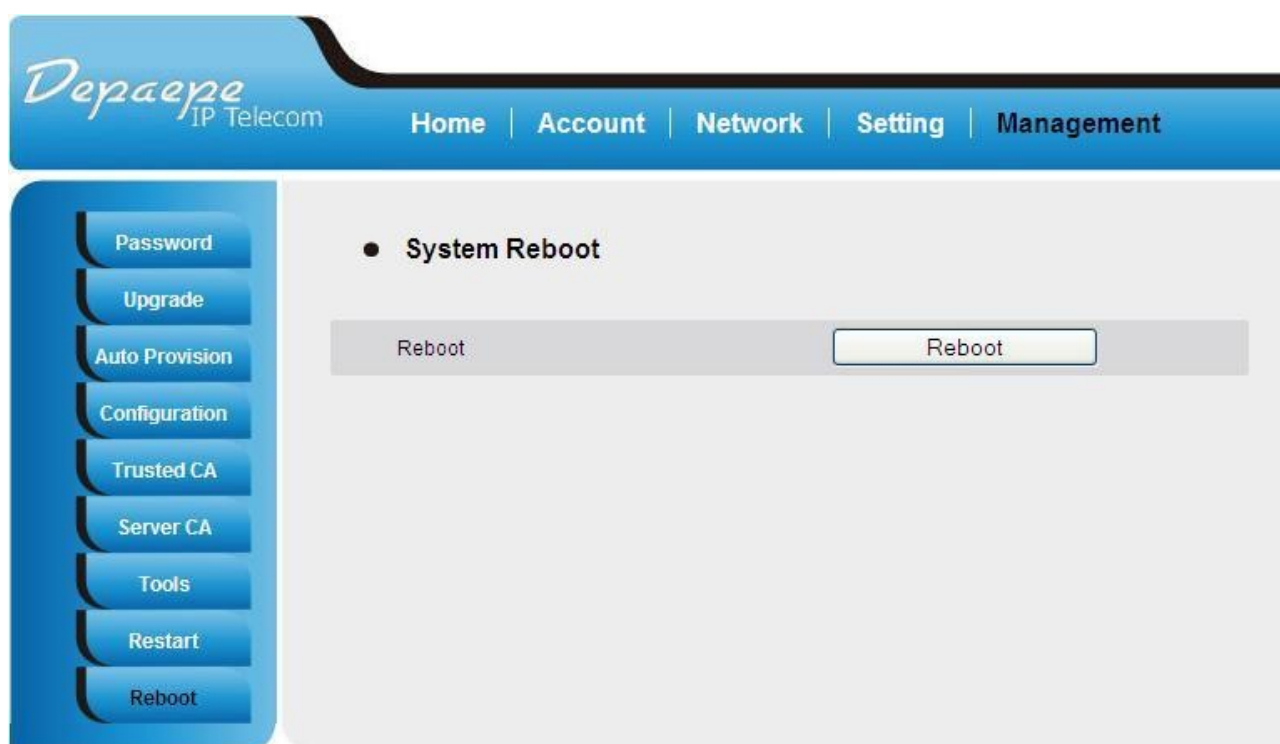 Depaepe
IP Telecom
Home Account Network Setting Management
Password
Upgrade
Auto Provision
Configuration
Trusted CA
Server CA
Tools
Restart
Reboot
System Reboot
Reboot Reboot